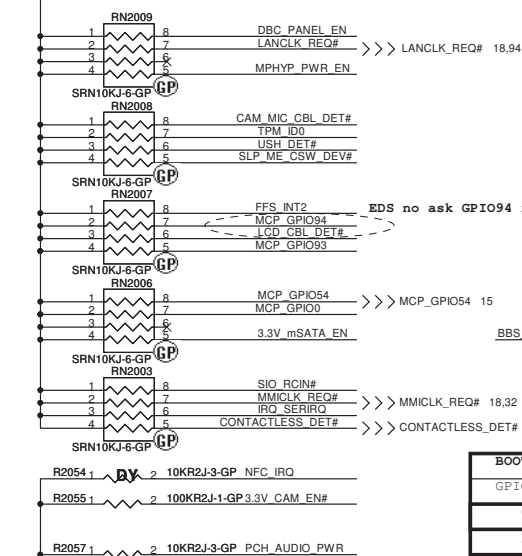 RN2009
1 8 DBC_PANEL_EN
2 7 LANCLK_REQ# LANCLK_REQ# 18,94
3 6
4 5 MPHYP_PWR_EN
SRN10KJ-6-GP GP
RN2008
1 8 CAM_MIC_CBL_DET#
2 7 TPM_ID0
3 6 USH_DET#
4 5 SLP_ME_CSW_DEV#
SRN10KJ-6-GP GP
RN2007
1 8 FFS_INT2 EDS no ask GPIO94
2 7 MCP_GPIO94
3 6 LCD_CBL_DET#
4 5 MCP_GPIO93
SRN10KJ-6-GP GP
RN2006
1 8 MCP_GPIO54 MCP_GPIO54 15
2 7 MCP_GPIO0
3 6
4 5 3.3V_mSATA_EN BBS_
SRN10KJ-6-GP GP
RN2003
1 8 SIO_RCIN#
2 7 MMICLK_REQ# MMICLK_REQ# 18,32
3 6 IRQ_SERIRQ
4 5 CONTACTLESS_DET# CONTACTLESS_DET#
SRN10KJ-6-GP GP
R2054 1 DY 2 10KR2J-3-GP NFC_IRQ
BOO
GPI
R2055 1 2 100KR2J-1-GP 3.3V_CAM_EN#
R2057 1 2 10KR2J-3-GP PCH_AUDIO_PWR